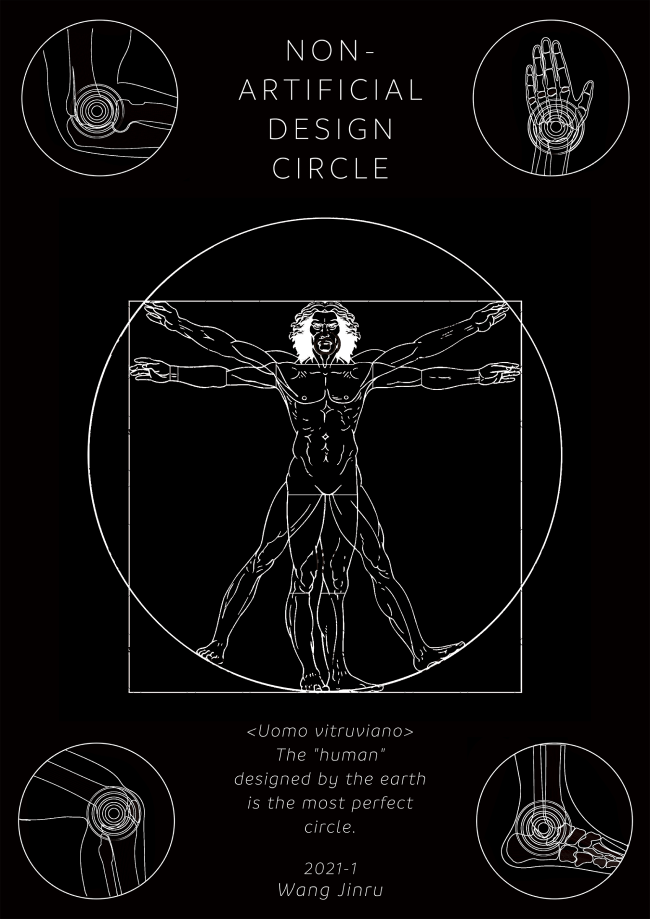 NON-
ARTIFICIAL
DESIGN
CIRCLE
<Uomo vitruviano>
The "human"
designed by the earth
is the most perfect
circle.
2021-1
Wang Jinru